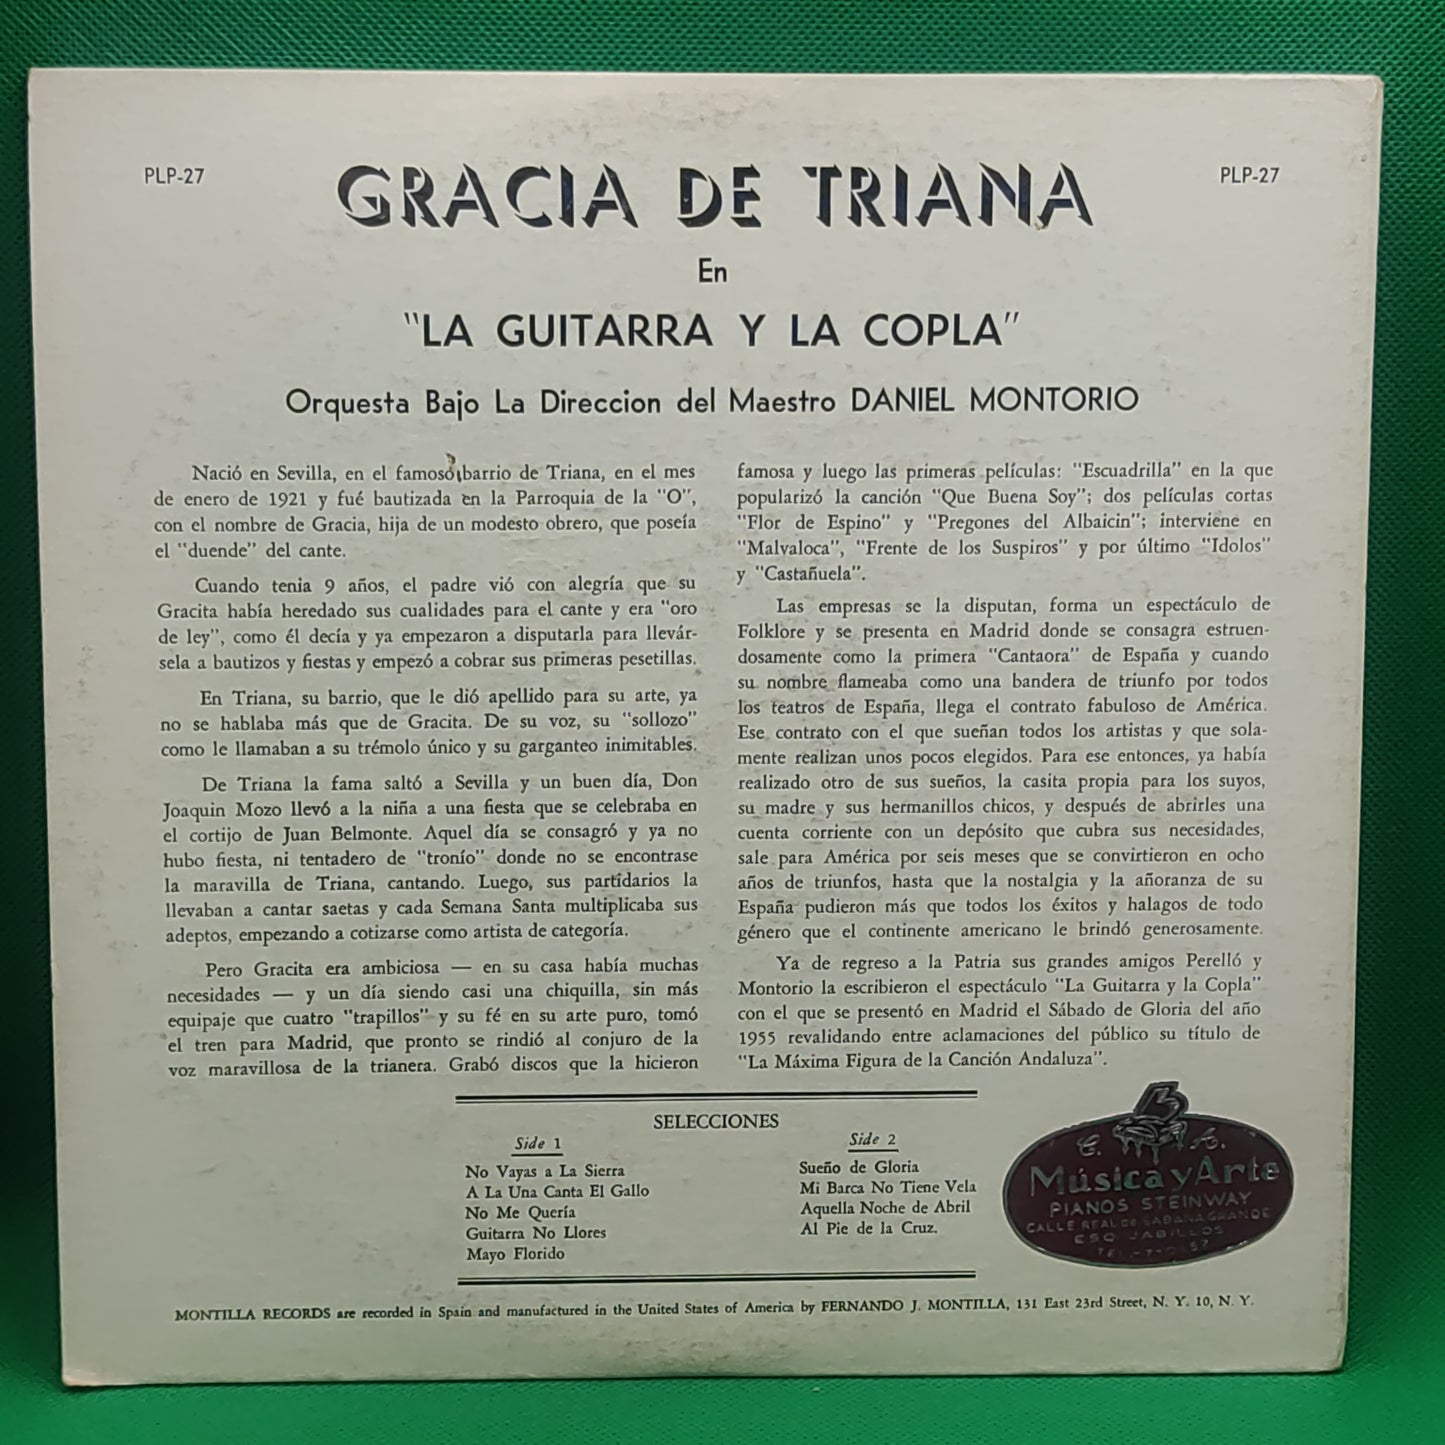 PLP-27
GRACIA DE TRIANA
PLP-27
En
"LA GUITARRA Y LA COPLA"
Orquesta Bajo La Direccion del Maestro DANIEL MONTORIO
Nació en Sevilla, en el famoso barrio de Triana, en el mes
de enero de 1921 y fué bautizada en la Parroquia de la "O",
con el nombre de Gracia, hija de un modesto obrero, que poseía
el "duende" del cante.
Cuando tenia 9 años, el padre vió con alegría que su
Gracita había heredado sus cualidades para el cante y era "oro
de ley", como él decía y ya empezaron a disputarla para llevár-
sela a bautizos y fiestas y empezó a cobrar sus primeras pesetillas.
En Triana, su barrio, que le dió apellido para su arte, ya
no se hablaba más que de Gracita. De su voz, su "sollozo"
como le llamaban a su trémolo único y su garganteo inimitables.
De Triana la fama saltó a Sevilla y un buen día, Don
Joaquin Mozo llevó a la niña a una fiesta que se celebraba en
el cortijo de Juan Belmonte. Aquel día se consagró y ya no
hubo fiesta, ni tentadero de "tronío" donde no se encontrase
la maravilla de Triana, cantando. Luego, sus partidarios la
llevaban a cantar saetas y cada Semana Santa multiplicaba sus
adeptos, empezando a cotizarse como artista de categoría.
Pero Gracita era ambiciosa — en su casa había muchas
necesidades — y un día siendo casi una chiquilla, sin más
equipaje que cuatro "trapillos" y su fé en su arte puro, tomó
el tren para Madrid, que pronto se rindió al conjuro de la
voz maravillosa de la trianera. Grabó discos que la hicieron
famosa y luego las primeras películas: "Escuadrilla" en la que
popularizó la canción "Que Buena Soy"; dos películas cortas
"Flor de Espino" y "Pregones del Albaicin"; interviene en
"Malvaloca", "Frente de los Suspiros" y por último "Idolos"
y "Castañuela".
Las empresas se la disputan, forma un espectáculo de
Folklore y se presenta en Madrid donde se consagra estruen-
dosamente como la primera "Cantaora" de España y cuando
su nombre flameaba como una bandera de triunfo por todos
los teatros de España, llega el contrato fabuloso de América.
Ese contrato con el que sueñan todos los artistas y que sola-
mente realizan unos pocos elegidos. Para ese entonces, ya había
realizado otro de sus sueños, la casita propia para los suyos,
su madre y sus hermanillos chicos, y después de abrirles una
cuenta corriente con un depósito que cubra sus necesidades,
sale para América por seis meses que se convirtieron en ocho
años de triunfos, hasta que la nostalgia y la añoranza de su
España pudieron más que todos los éxitos y halagos de todo
género que el continente americano le brindó generosamente.
Ya de regreso a la Patria sus grandes amigos Perelló y
Montorio la escribieron el espectáculo "La Guitarra y la Copla"
con el que se presentó en Madrid el Sábado de Gloria del año
1955 revalidando entre aclamaciones del público su título de
"La Máxima Figura de la Canción Andaluza".
SELECCIONES
Side 1
No Vayas a La Sierra
A La Una Canta El Gallo
No Me Quería
Guitarra No Llores
Mayo Florido
Side 2
Sueño de Gloria
Mi Barca No Tiene Vela
Aquella Noche de Abril
Al Pie de la Cruz.
C. A.
Música y Arte
PIANOS STEINWAY
CALLE REAL DE SABANA GRANDE
ESQ. JABILLOS
MONTILLA RECORDS are recorded in Spain and manufactured in the United States of America by FERNANDO J. MONTILLA, 131 East 23rd Street, N. Y. 10, N. Y.